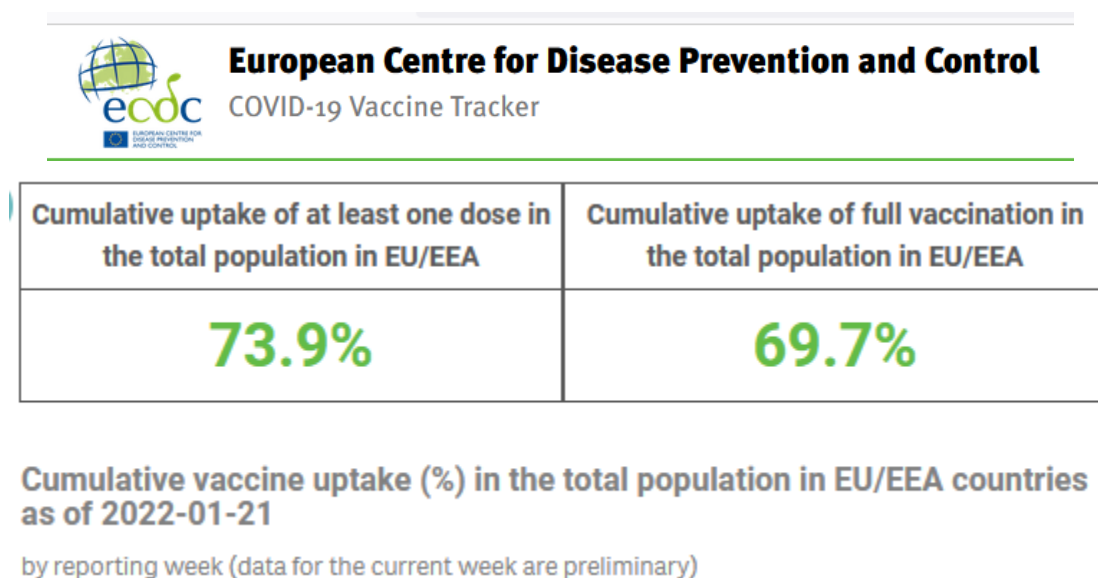 European Centre for Disease Prevention and Control
ecdc
COVID-19 Vaccine Tracker
EUROPEAN CENTRE FOR
DISEASE PREVENTION
AND CONTROL
Cumulative uptake of at least one dose in
the total population in EU/EEA
Cumulative uptake of full vaccination in
the total population in EU/EEA
73.9%
69.7%
Cumulative vaccine uptake (%) in the total population in EU/EEA countries
as of 2022-01-21
by reporting week (data for the current week are preliminary)